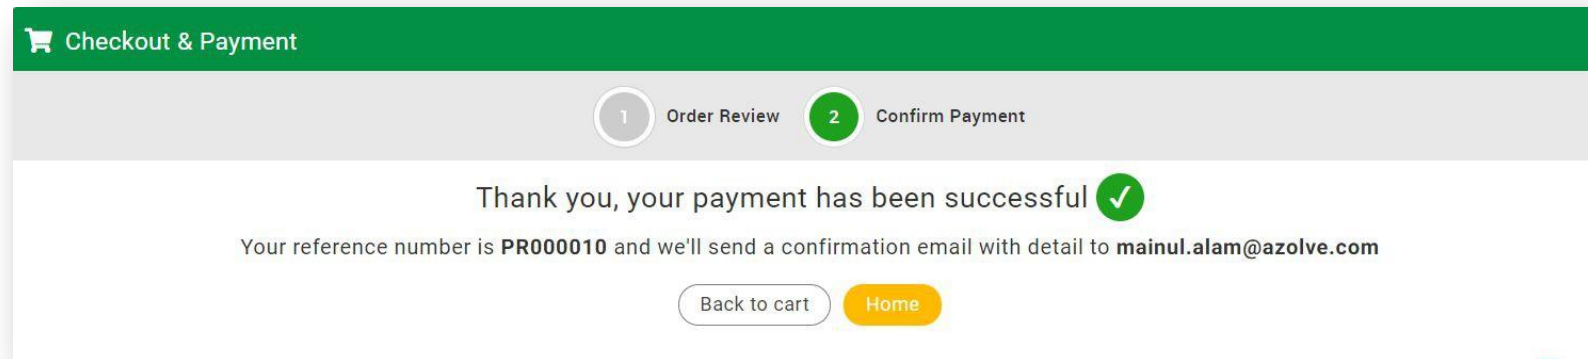 Checkout & Payment
1 Order Review 2 Confirm Payment
Thank you, your payment has been successful
Your reference number is PR000010 and we'll send a confirmation email with detail to mainul.alam@azolve.com
Back to cart Home